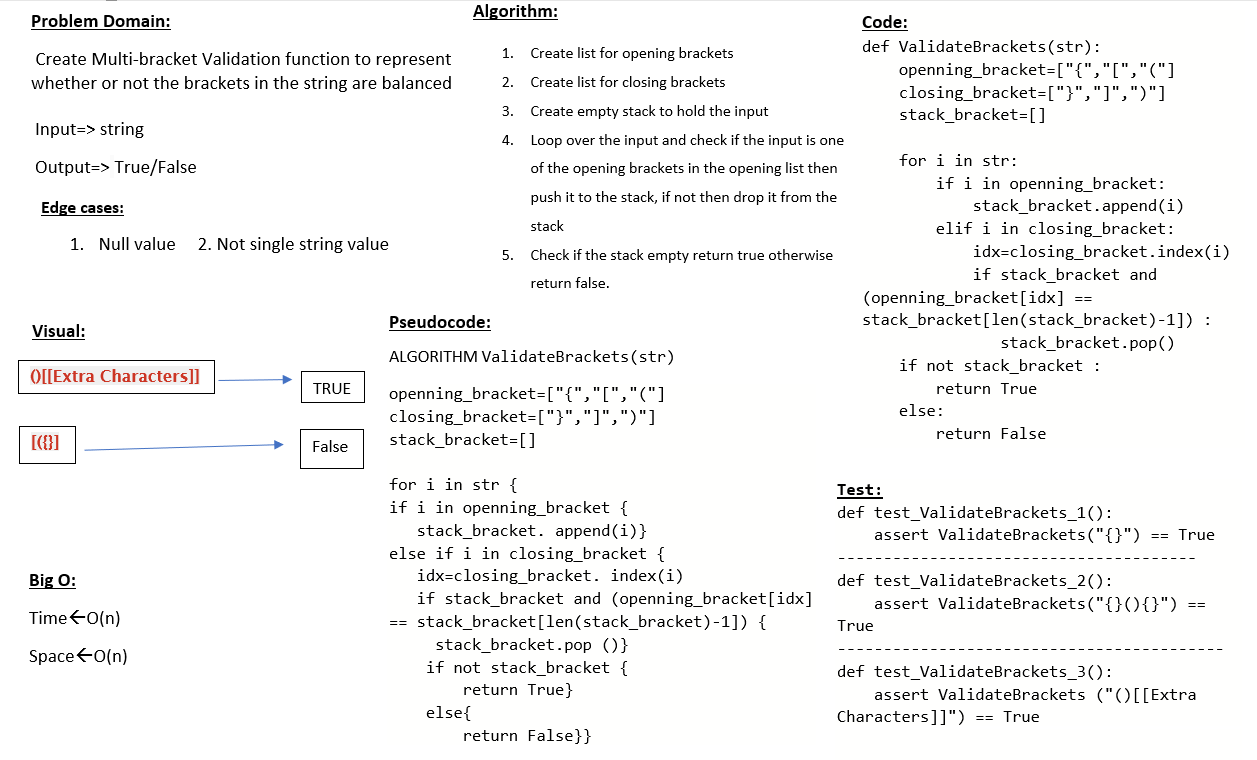 Problem Domain:
Create Multi-bracket Validation function to represent
whether or not the brackets in the string are balanced
Input=> string
Output=> True/False
Edge cases:
1. Null value 2. Not single string value
Visual:
()[[Extra Characters]]
TRUE
[({}]
False
Big O:
Time←O(n)
Space←O(n)
Algorithm:
1. Create list for opening brackets
2. Create list for closing brackets
3. Create empty stack to hold the input
4. Loop over the input and check if the input is one
of the opening brackets in the opening list then
push it to the stack, if not then drop it from the
stack
5. Check if the stack empty return true otherwise
return false.
Pseudocode:
ALGORITHM ValidateBrackets(str)
openning_bracket=["{","[","("]
closing_bracket=["}","]",")"]
stack_bracket=[]
for i in str {
if i in openning_bracket {
stack_bracket. append(i)}
else if i in closing_bracket {
idx=closing_bracket. index(i)
if stack_bracket and (openning_bracket[idx]
== stack_bracket[len(stack_bracket)-1]) {
stack_bracket.pop ()}
if not stack_bracket {
return True}
else{
return False}}
Code:
def ValidateBrackets(str):
openning_bracket=["{","[","("]
closing_bracket=["}","]",")"]
stack_bracket=[]
for i in str:
if i in openning_bracket:
stack_bracket.append(i)
elif i in closing_bracket:
idx=closing_bracket.index(i)
if stack_bracket and
(openning_bracket[idx] ==
stack_bracket[len(stack_bracket)-1]) :
stack_bracket.pop()
if not stack_bracket :
return True
else:
return False
Test:
def test_ValidateBrackets_1():
assert ValidateBrackets("{}") == True
---------------------------------------
def test_ValidateBrackets_2():
assert ValidateBrackets("{}(){}") ==
True
------------------------------------------
def test_ValidateBrackets_3():
assert ValidateBrackets ("()[[Extra
Characters]]") == True